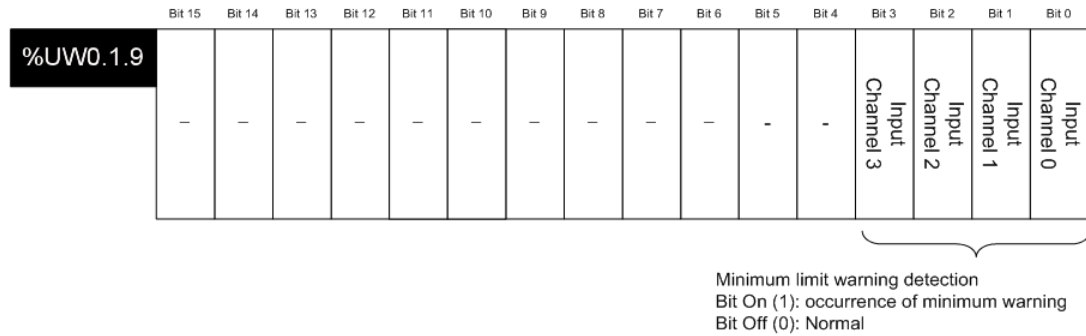 Bit 15 Bit 14 Bit 13 Bit 12 Bit 11 Bit 10 Bit 9 Bit 8 Bit 7 Bit 6 Bit 5 Bit 4 Bit 3 Bit 2 Bit 1 Bit 0
%UW0.1.9
– – – – – – – – – – - -
Input
Channel 3
Input
Channel 2
Input
Channel 1
Input
Channel 0
Minimum limit warning detection
Bit On (1): occurrence of minimum warning
Bit Off (0): Normal